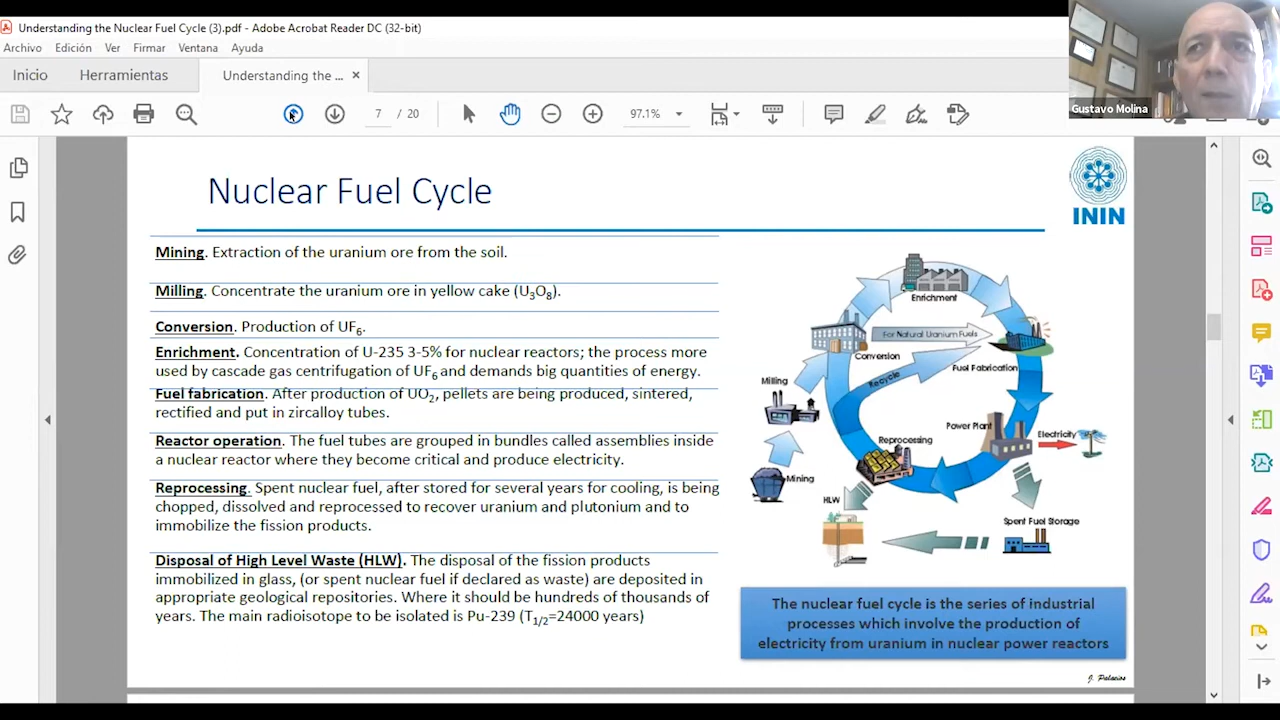 Understanding the Nuclear Fuel Cycle (3).pdf - Adobe Acrobat Reader DC (32-bit)
Archivo Edición Ver Firmar Ventana Ayuda
Inicio Herramientas Understanding the ... ×
7 / 20 97.1%
Gustavo Molina
Nuclear Fuel Cycle
ININ
Mining. Extraction of the uranium ore from the soil.
Milling. Concentrate the uranium ore in yellow cake (U3O8).
Conversion. Production of UF6.
Enrichment. Concentration of U-235 3-5% for nuclear reactors; the process more
used by cascade gas centrifugation of UF6 and demands big quantities of energy.
Fuel fabrication. After production of UO2, pellets are being produced, sintered,
rectified and put in zircalloy tubes.
Reactor operation. The fuel tubes are grouped in bundles called assemblies inside
a nuclear reactor where they become critical and produce electricity.
Reprocessing. Spent nuclear fuel, after stored for several years for cooling, is being
chopped, dissolved and reprocessed to recover uranium and plutonium and to
immobilize the fission products.
Disposal of High Level Waste (HLW). The disposal of the fission products
immobilized in glass, (or spent nuclear fuel if declared as waste) are deposited in
appropriate geological repositories. Where it should be hundreds of thousands of
years. The main radioisotope to be isolated is Pu-239 (T1/2=24000 years)
Enrichment
For Natural Uranium Fuels
Conversion
Fuel Fabrication
Recycle
Milling
Power Plant
Electricity
Reprocessing
Mining
HLW
Spent Fuel Storage
The nuclear fuel cycle is the series of industrial
processes which involve the production of
electricity from uranium in nuclear power reactors
J. Palacios